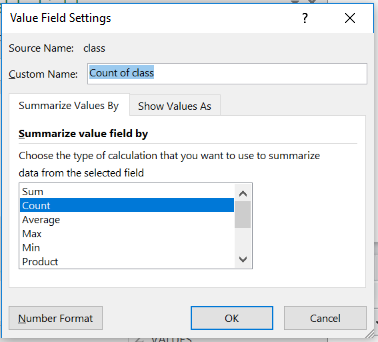 Value Field Settings
Source Name: class
Custom Name: Count of class
Summarize Values By Show Values As
Summarize value field by
Choose the type of calculation that you want to use to summarize
data from the selected field
Sum
Count
Average
Max
Min
Product
Number Format OK Cancel
VALUES